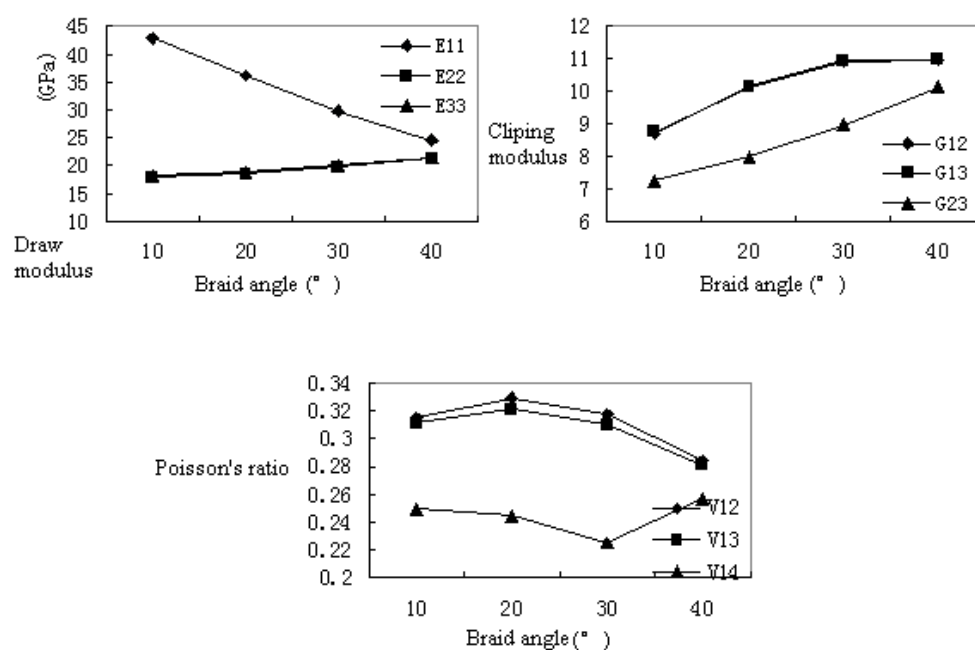 45
40
35
30
25
20
15
10
(GPa)
E11
E22
E33
Draw
modulus
10 20 30 40
Braid angle(° )
12
11
10
9
8
7
6
Cliping
modulus
G12
G13
G23
10 20 30 40
Braid angle(° )
0.34
0.32
0.3
0.28
0.26
0.24
0.22
0.2
Poisson's ratio
V12
V13
V14
10 20 30 40
Braid angle(° )